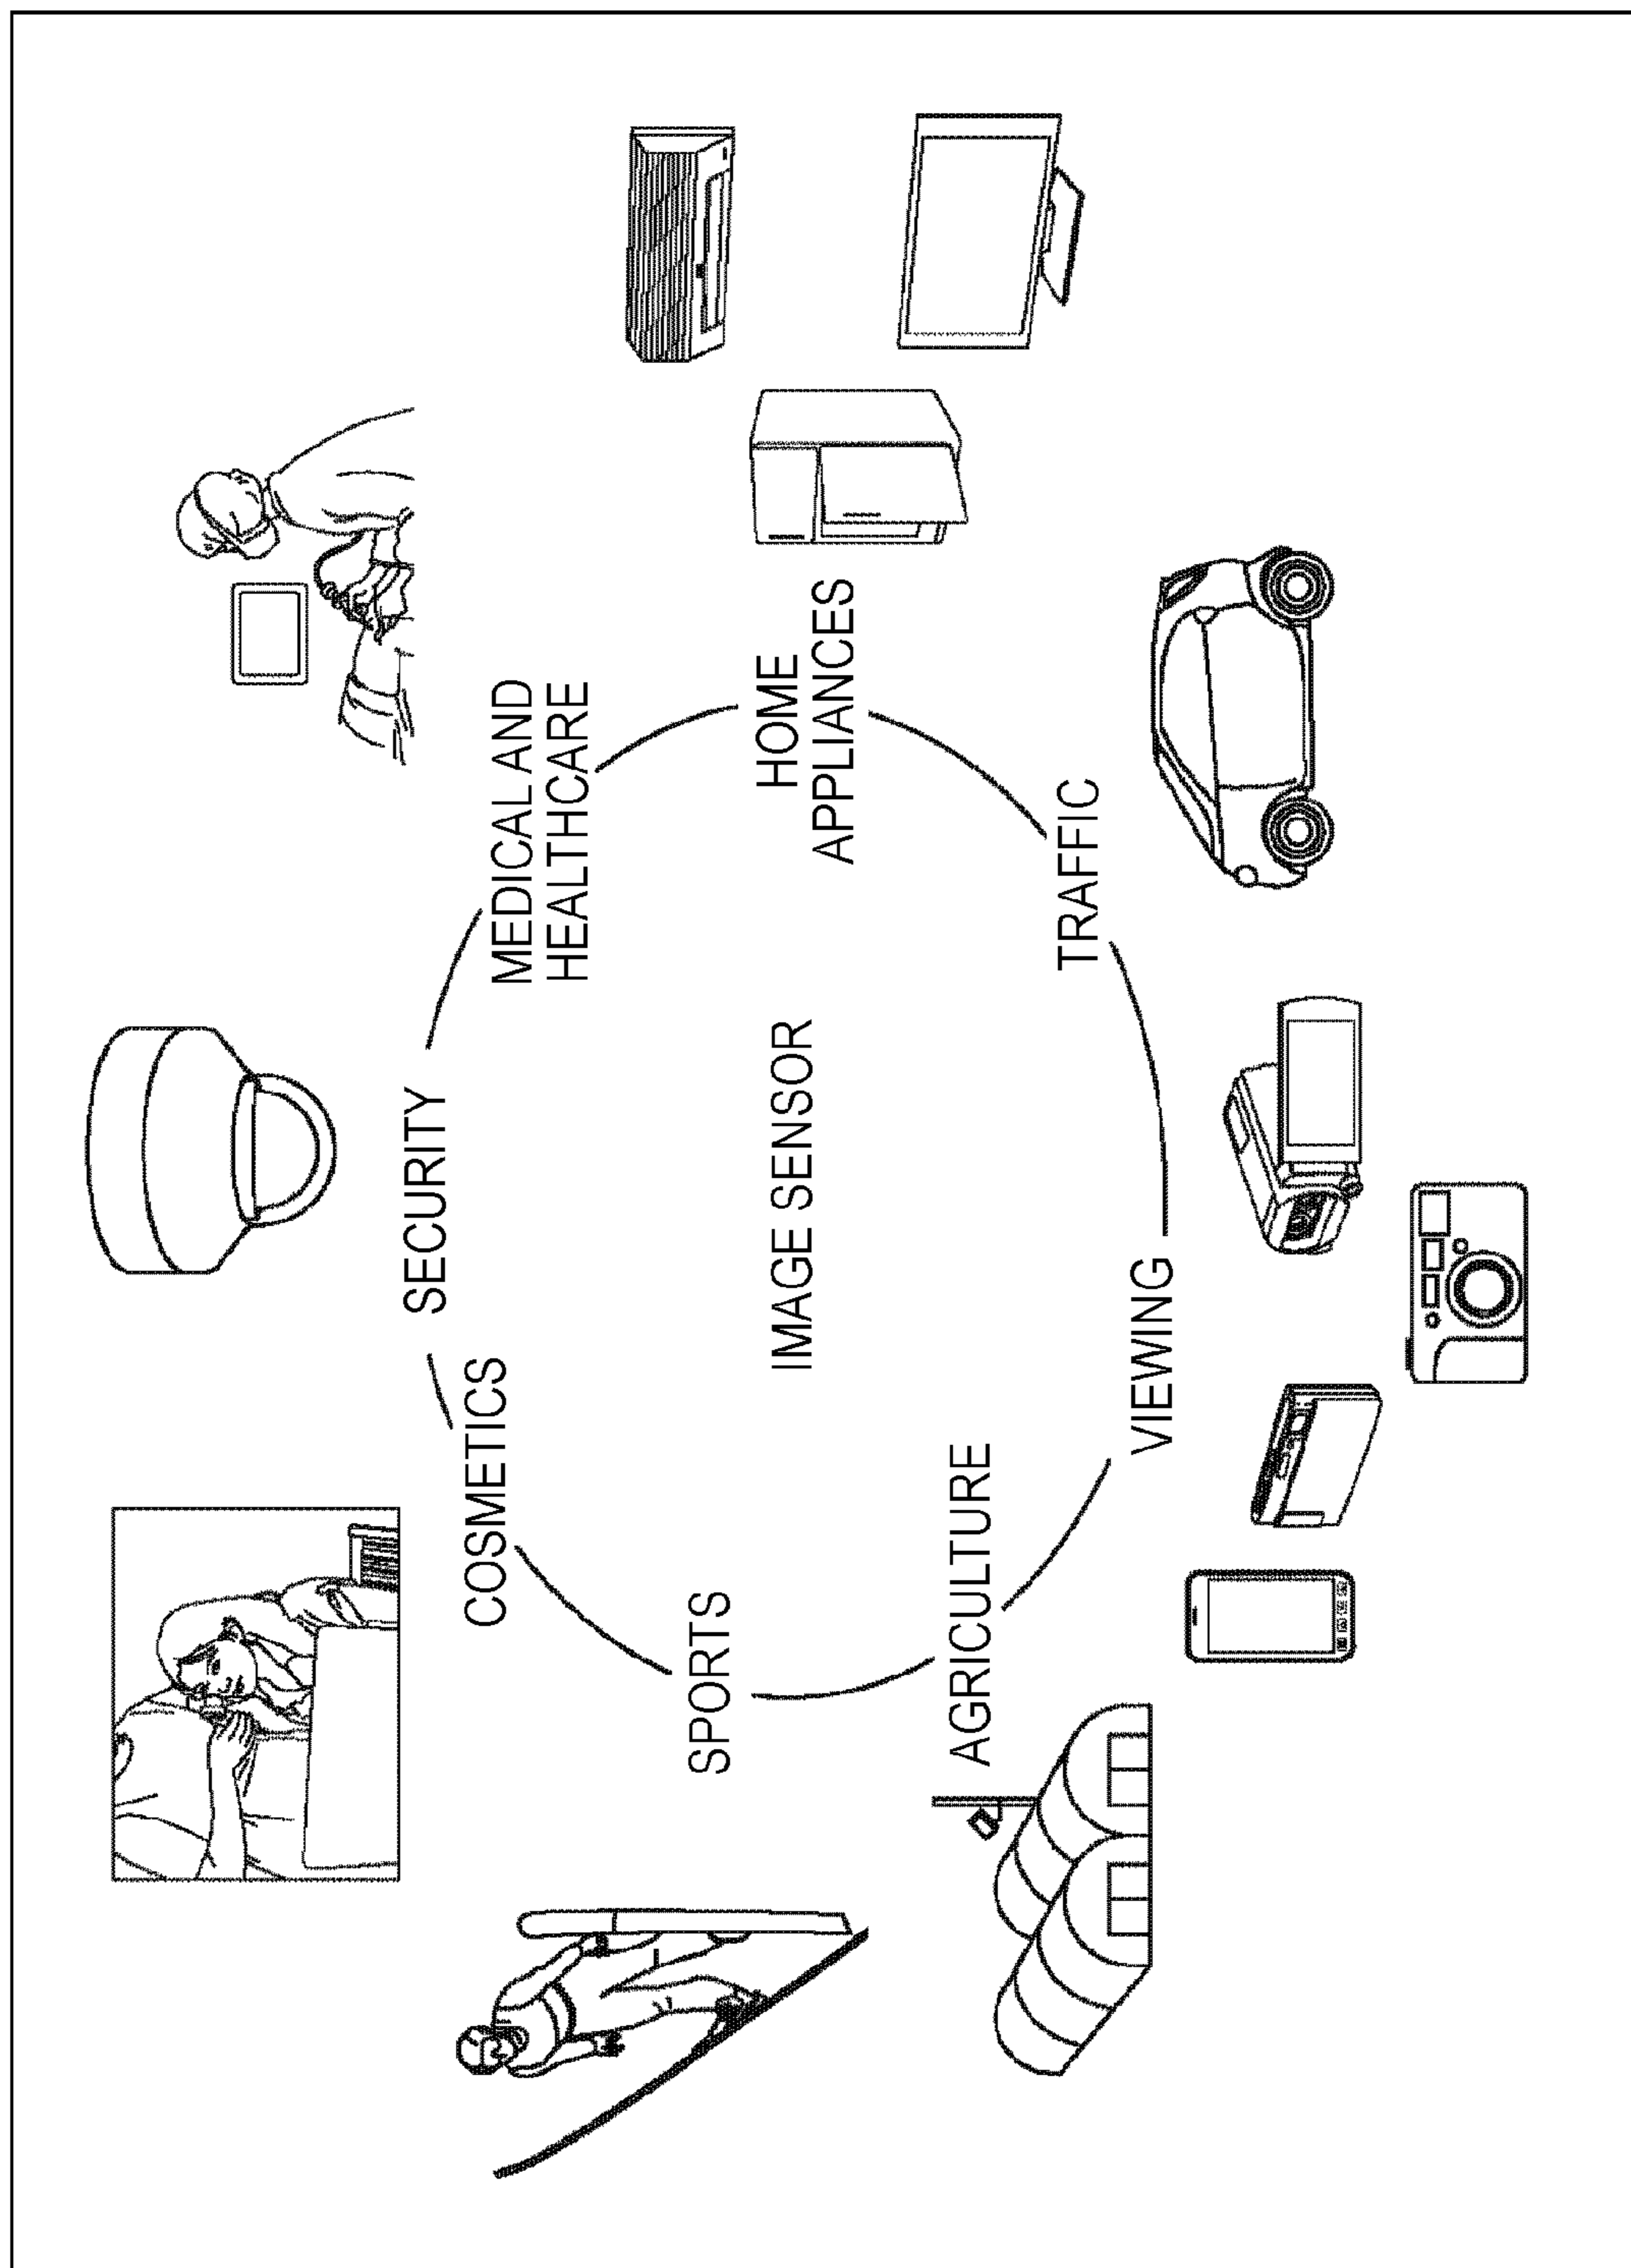 SECURITY
COSMETICS
MEDICAL AND
HEALTHCARE
SPORTS
IMAGE SENSOR
HOME
APPLIANCES
AGRICULTURE
TRAFFIC
VIEWING